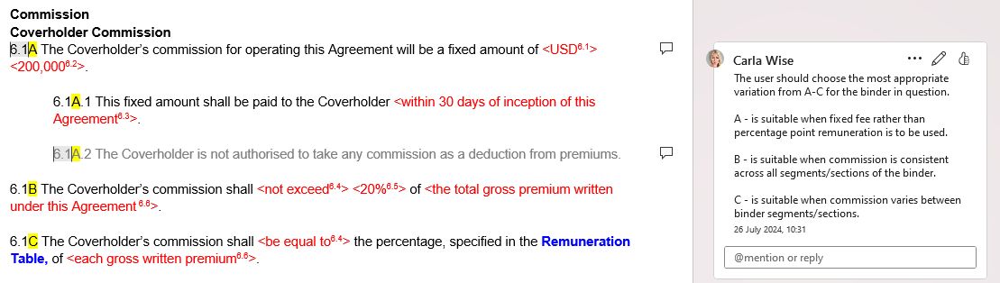 Commission
Coverholder Commission
6.1A The Coverholder's commission for operating this Agreement will be a fixed amount of <USD6.1>
<200,0006.2>.
6.1A.1 This fixed amount shall be paid to the Coverholder <within 30 days of inception of this
Agreement6.3>.
6.1A.2 The Coverholder is not authorised to take any commission as a deduction from premiums.
6.1B The Coverholder's commission shall <not exceed6.4> <20%6.5> of <the total gross premium written
under this Agreement6.6>.
6.1C The Coverholder's commission shall <be equal to6.4> the percentage, specified in the Remuneration
Table, of <each gross written premium6.6>.
Carla Wise
The user should choose the most appropriate
variation from A-C for the binder in question.
A - is suitable when fixed fee rather than
percentage point remuneration is to be used.
B - is suitable when commission is consistent
across all segments/sections of the binder.
C - is suitable when commission varies between
binder segments/sections.
26 July 2024, 10:31
@mention or reply